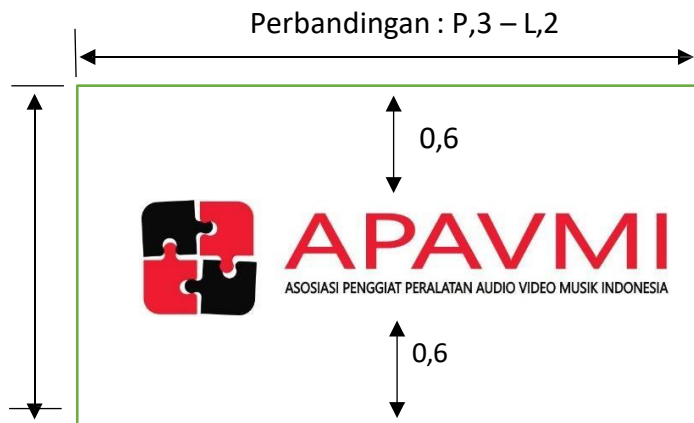 Perbandingan : P,3 – L,2
0,6
APAVMI
ASOSIASI PENGGIAT PERALATAN AUDIO VIDEO MUSIK INDONESIA
0,6